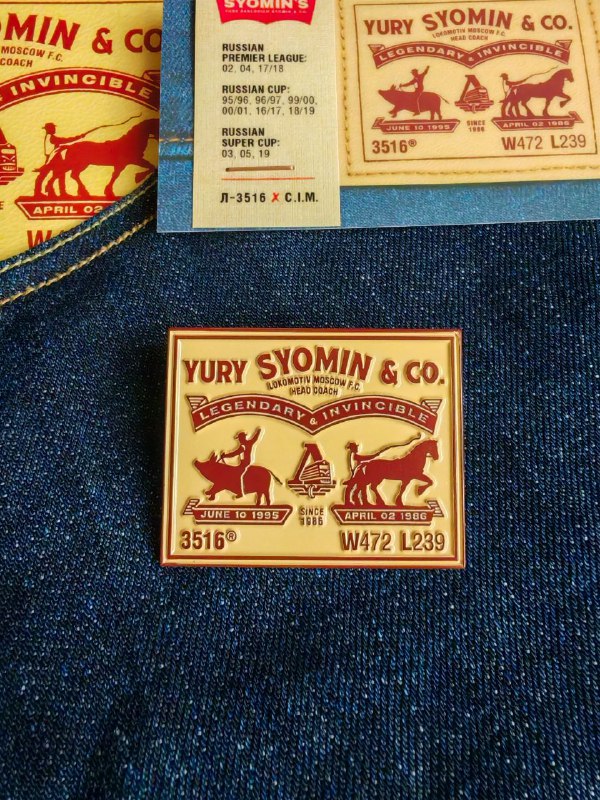 SYOMIN & CO.
MOSCOW F.C.
COACH
& INVINCIBLE
APRIL 02
SYOMIN'S
RUSSIAN
PREMIER LEAGUE:
02, 04, 17/18
RUSSIAN CUP:
95/96, 96/97, 99/00,
00/01, 16/17, 18/19
RUSSIAN
SUPER CUP:
03, 05, 19
Л-3516 ✗ C.I.M.
YURY SYOMIN & CO.
LOKOMOTIV MOSCOW F.C.
HEAD COACH
LEGENDARY & INVINCIBLE
JUNE 10 1995
SINCE
1986
APRIL 02 1986
3516® W472 L239
YURY SYOMIN & CO.
LOKOMOTIV MOSCOW F.C.
HEAD COACH
LEGENDARY & INVINCIBLE
JUNE 10 1995
SINCE
1986
APRIL 02 1986
3516® W472 L239